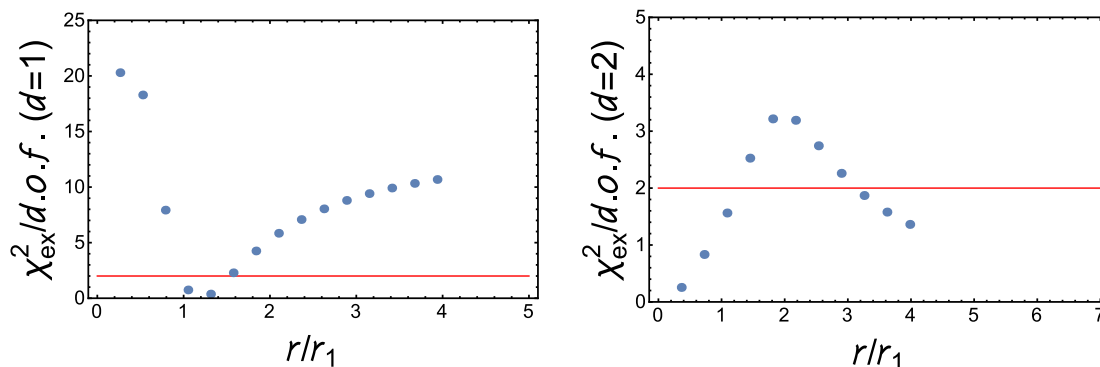 χ²ex/d.o.f. (d=1)
25
20
15
10
5
0
0 1 2 3 4 5
r/r₁
χ²ex/d.o.f. (d=2)
5
4
3
2
1
0
0 1 2 3 4 5 6 7
r/r₁